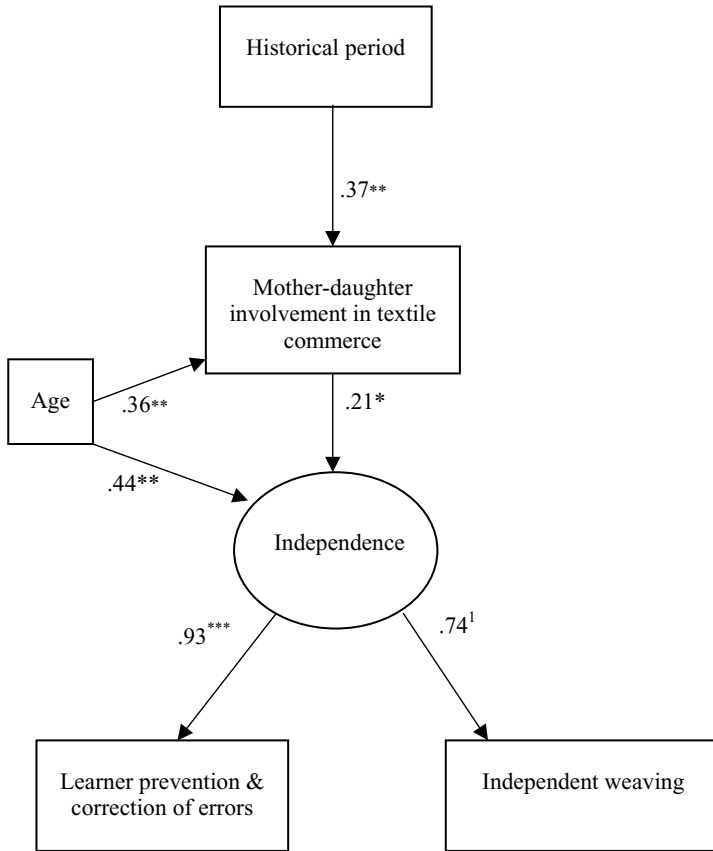 Historical period
.37**
Mother-daughter
involvement in textile
commerce
Age
.36**
.21*
.44**
Independence
.93***
.74¹
Learner prevention &
correction of errors
Independent weaving